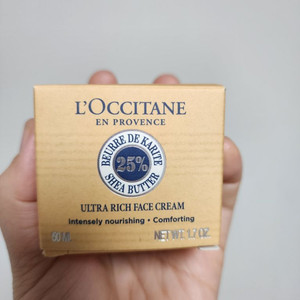 L'OCCITANE
EN PROVENCE
BEURRE DE KARITÉ
25%
SHEA BUTTER
ULTRA RICH FACE CREAM
Intensely nourishing • Comforting
NET WT. 1.7 OZ.